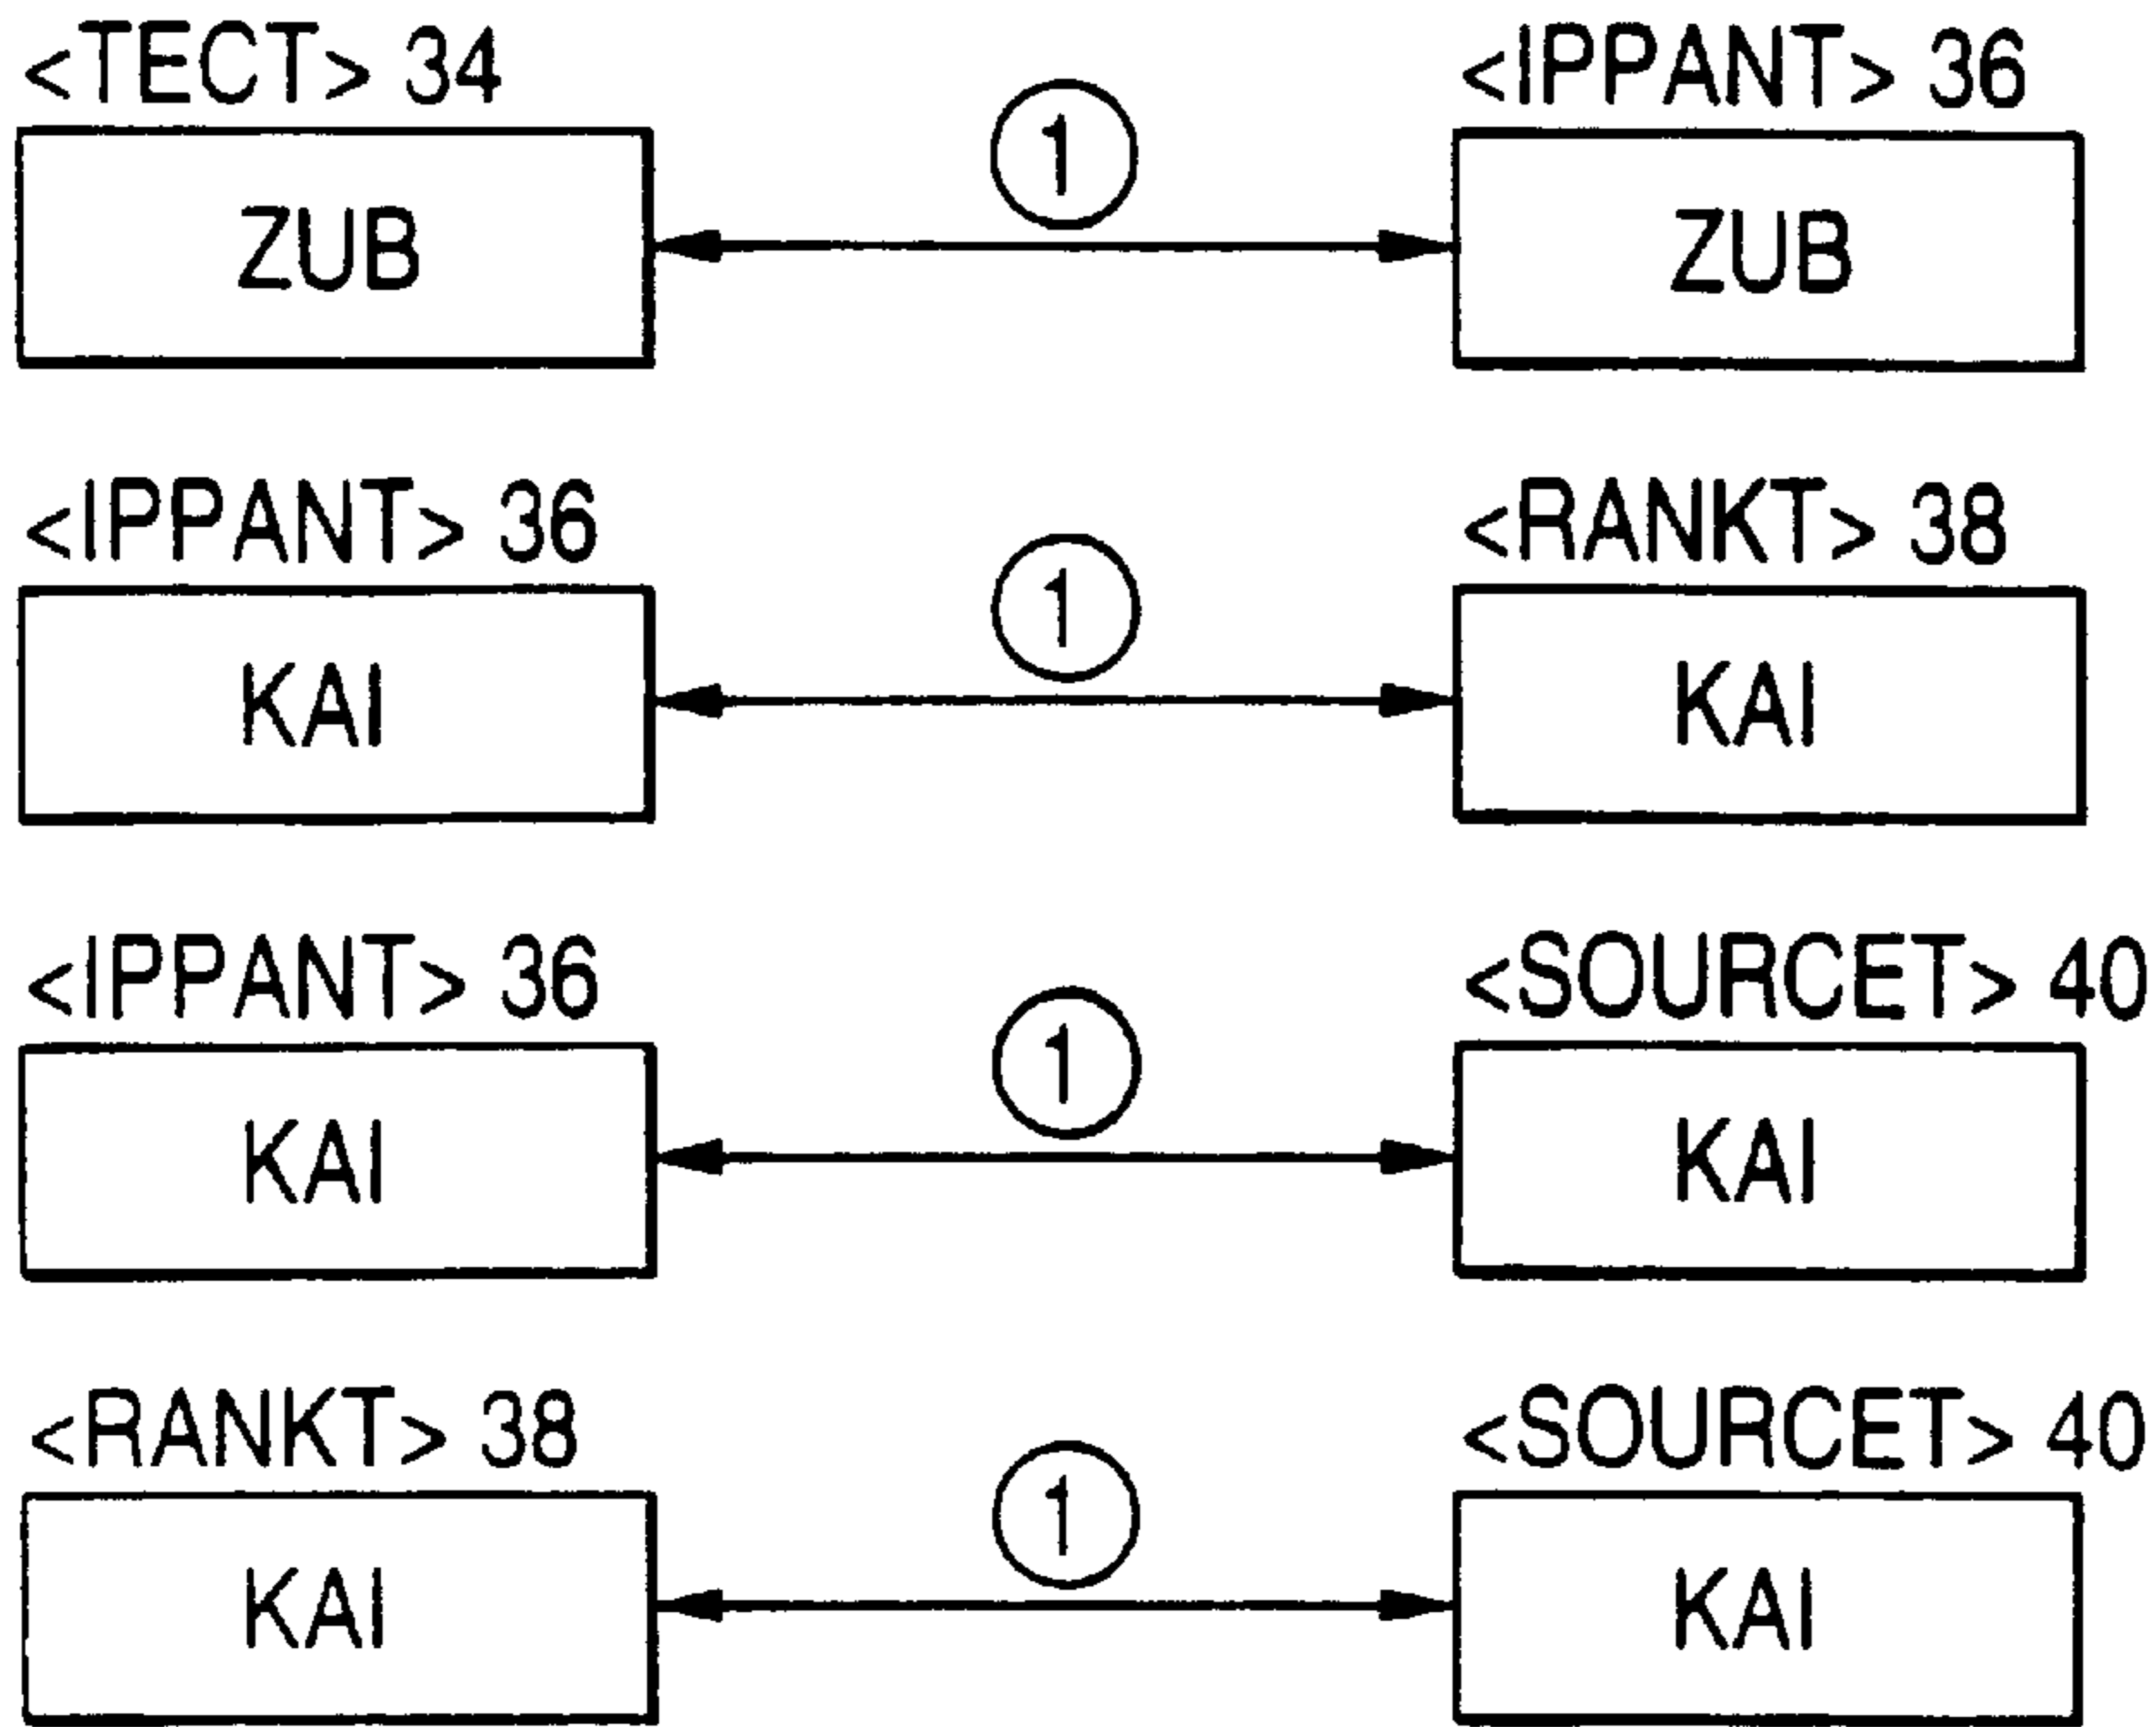 <TECT> 34 <IPPANT> 36
1
ZUB ZUB
<IPPANT> 36 <RANKT> 38
1
KAI KAI
<IPPANT> 36 <SOURCET> 40
1
KAI KAI
<RANKT> 38 <SOURCET> 40
1
KAI KAI